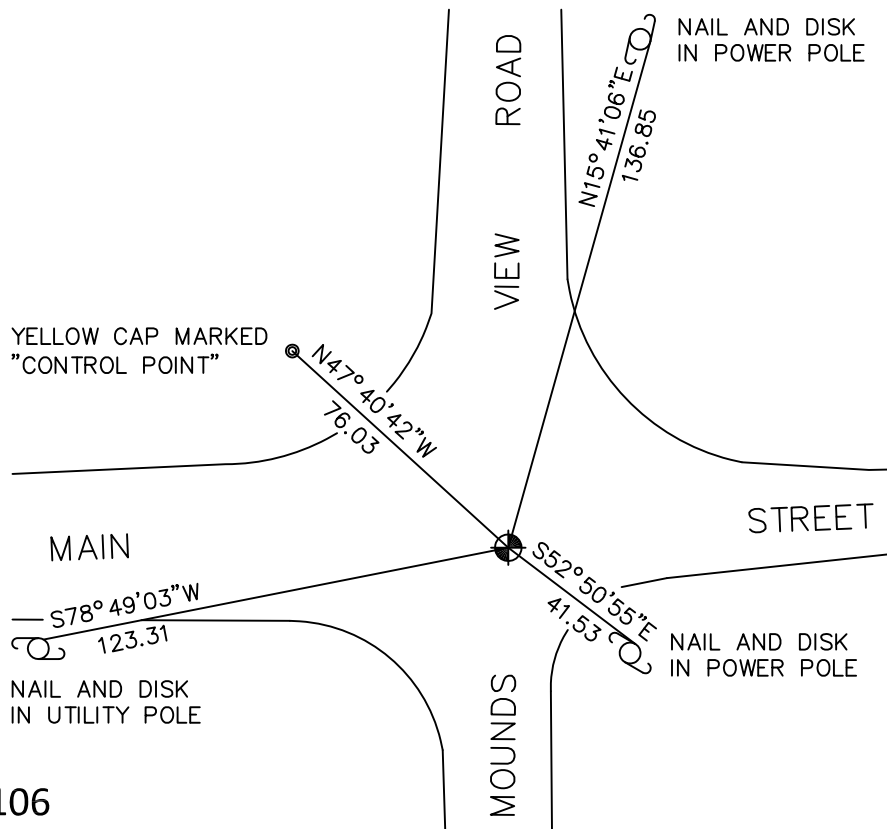 NAIL AND DISK
IN POWER POLE
ROAD
N15°41'06"E
136.85
VIEW
YELLOW CAP MARKED
"CONTROL POINT"
N47°40'42"W
76.03
STREET
MAIN
S52°50'55"E
41.53
S78°49'03"W
123.31
NAIL AND DISK
IN POWER POLE
NAIL AND DISK
IN UTILITY POLE
MOUNDS
106